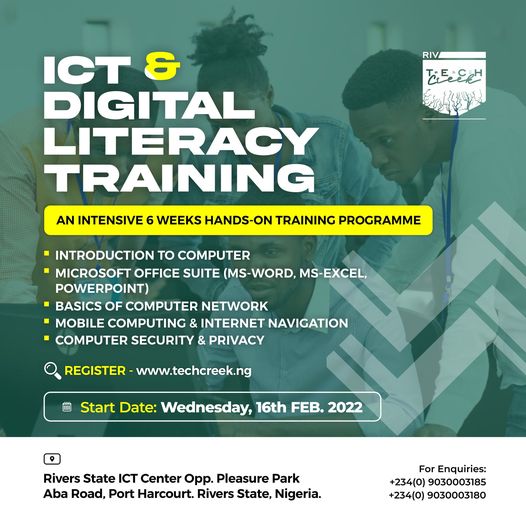 RIV
TECH
Creek
ICT &
DIGITAL
LITERACY
TRAINING
AN INTENSIVE 6 WEEKS HANDS-ON TRAINING PROGRAMME
INTRODUCTION TO COMPUTER
MICROSOFT OFFICE SUITE (MS-WORD, MS-EXCEL,
POWERPOINT)
BASICS OF COMPUTER NETWORK
MOBILE COMPUTING & INTERNET NAVIGATION
COMPUTER SECURITY & PRIVACY
REGISTER - www.techcreek.ng
Start Date: Wednesday, 16th FEB. 2022
Rivers State ICT Center Opp. Pleasure Park
Aba Road, Port Harcourt. Rivers State, Nigeria.
For Enquiries:
+234(0) 9030003185
+234(0) 9030003180